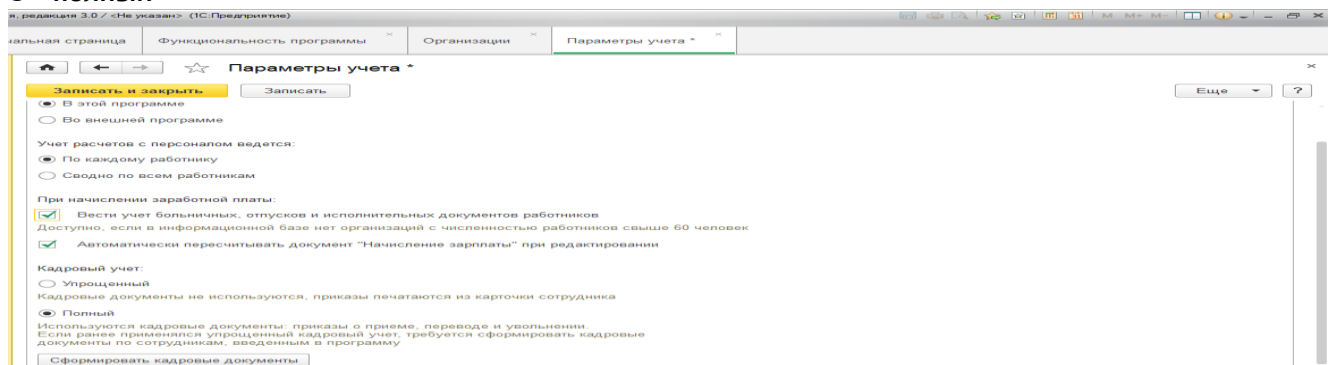 я, редакция 3.0 / <Не указан> (1С:Предприятие) M M+ M-
чальная страница Функциональность программы Организации Параметры учета *
Параметры учета *
Записать и закрыть Записать Еще ?
В этой программе
Во внешней программе
Учет расчетов с персоналом ведется:
По каждому работнику
Сводно по всем работникам
При начислении заработной платы:
Вести учет больничных, отпусков и исполнительных документов работников
Доступно, если в информационной базе нет организаций с численностью работников свыше 60 человек
Автоматически пересчитывать документ "Начисление зарплаты" при редактировании
Кадровый учет:
Упрощенный
Кадровые документы не используются, приказы печатаются из карточки сотрудника
Полный
Используются кадровые документы: приказы о приеме, переводе и увольнении.
Если ранее применялся упрощенный кадровый учет, требуется сформировать кадровые
документы по сотрудникам, введенным в программу
Сформировать кадровые документы